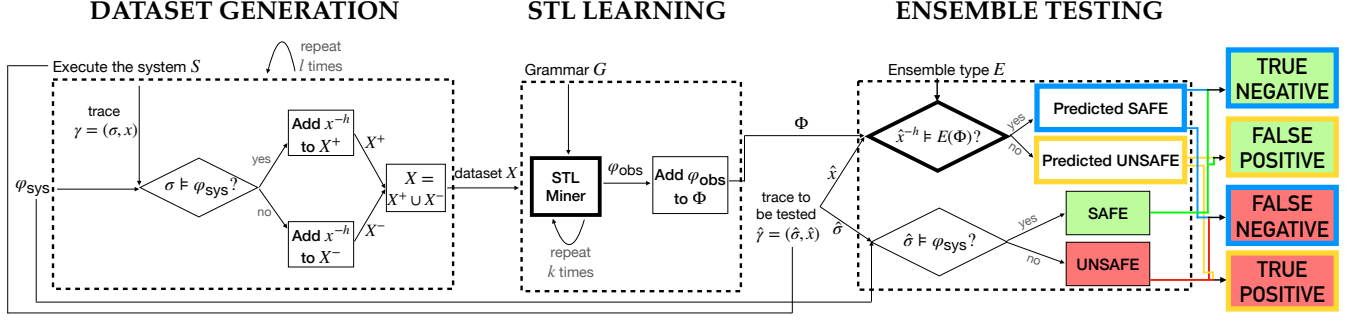 DATASET GENERATION
STL LEARNING
ENSEMBLE TESTING
repeat
l times
Execute the system S
trace
γ = (σ, x)
φsys
σ ⊨ φsys?
yes
no
Add x^{-h}
to X⁺
Add x^{-h}
to X⁻
X⁺
X⁻
X =
X⁺ ∪ X⁻
dataset X
Grammar G
STL
Miner
repeat
k times
φobs
Add φobs
to Φ
Φ
trace to
be tested
γ̂ = (σ̂, x̂)
x̂
σ̂
Ensemble type E
x̂^{-h} ⊨ E(Φ)?
yes
no
Predicted SAFE
Predicted UNSAFE
σ̂ ⊨ φsys?
yes
no
SAFE
UNSAFE
TRUE
NEGATIVE
FALSE
POSITIVE
FALSE
NEGATIVE
TRUE
POSITIVE